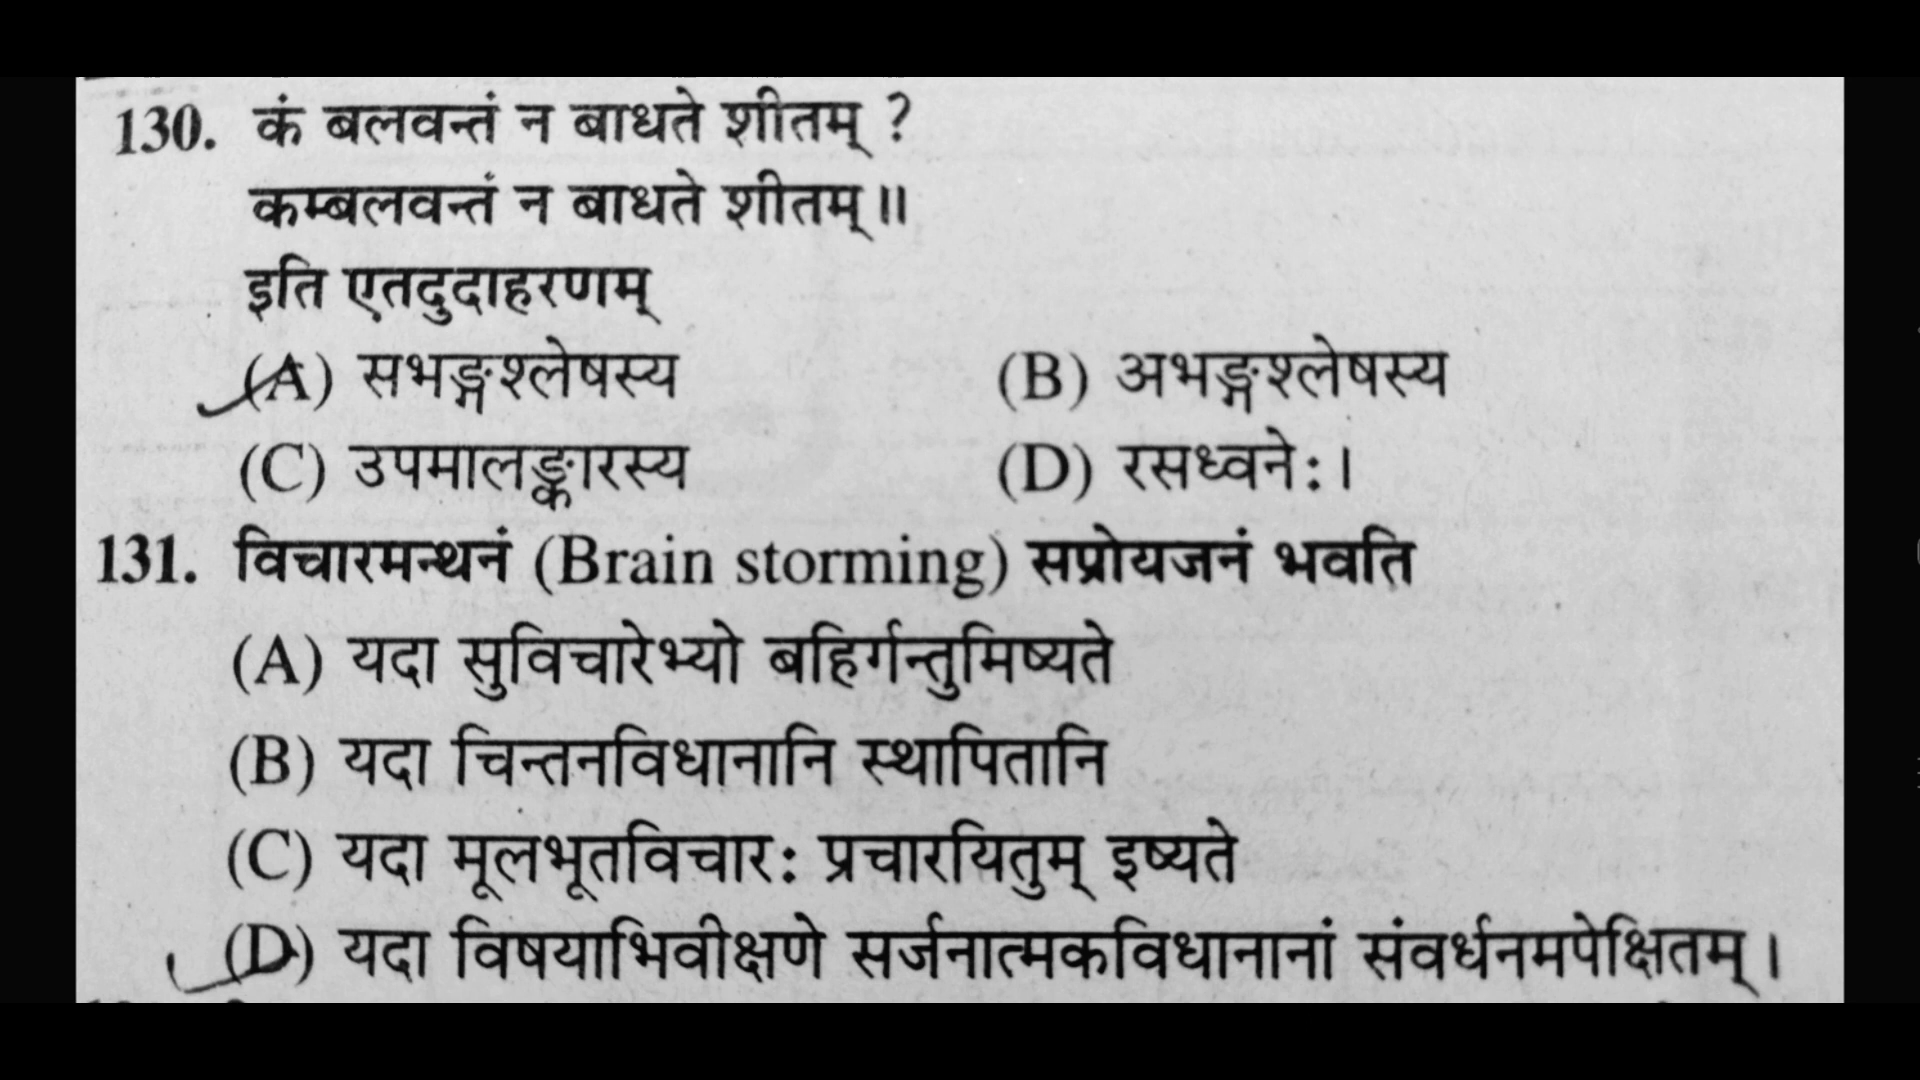 130. कं बलवन्तं न बाधते शीतम् ?
कम्बलवन्तं न बाधते शीतम्॥
इति एतदुदाहरणम्
(A) सभङ्गश्लेषस्य (B) अभङ्गश्लेषस्य
(C) उपमालङ्कारस्य (D) रसध्वनेः।
131. विचारमन्थनं (Brain storming) सप्रोयजनं भवति
(A) यदा सुविचारेभ्यो बहिर्गन्तुमिष्यते
(B) यदा चिन्तनविधानानि स्थापितानि
(C) यदा मूलभूतविचारः प्रचारयितुम् इष्यते
(D) यदा विषयाभिवीक्षणे सर्जनात्मकविधानानां संवर्धनमपेक्षितम्।